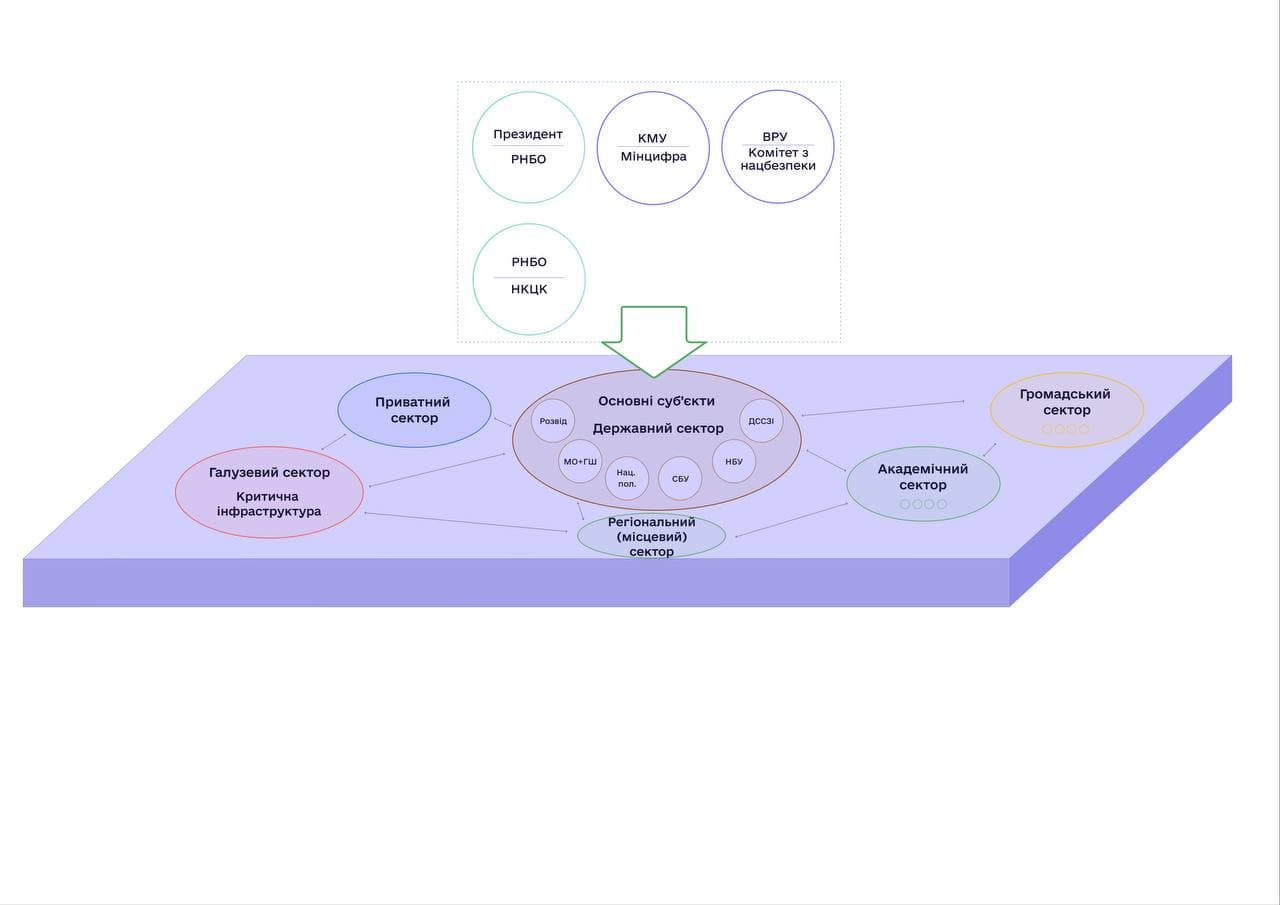 Президент
РНБО
КМУ
Мінцифра
ВРУ
Комітет з
нацбезпеки
РНБО
НКЦК
Приватний
сектор
Основні суб'єкти
Державний сектор
Розвід
ДССЗІ
МО+ГШ
НБУ
Нац.
пол.
СБУ
Громадський
сектор
Галузевий сектор
Критична
інфраструктура
Академічний
сектор
Регіональний
(місцевий)
сектор